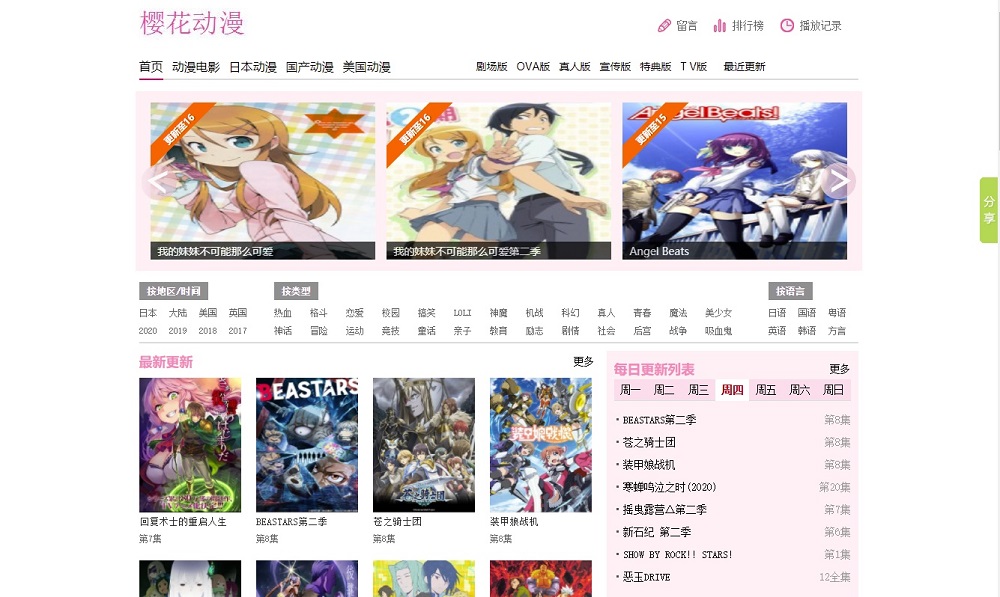 樱花动漫
留言 排行榜 播放记录
首页 动漫电影 日本动漫 国产动漫 美国动漫 剧场版 OVA版 真人版 宣传版 特典版 TV版 最近更新
更新至16 更新至16 更新至15
Angel Beats!
我的妹妹不可能那么可爱 我的妹妹不可能那么可爱第二季 Angel Beats
分享
按地区/时间 按类型 按语言
日本 大陆 美国 英国 热血 格斗 恋爱 校园 搞笑 LOLI 神魔 机战 科幻 真人 青春 魔法 美少女 日语 国语 粤语
2020 2019 2018 2017 神话 冒险 运动 竞技 童话 亲子 教育 励志 剧情 社会 后宫 战争 吸血鬼 英语 韩语 方言
最新更新 更多
BEASTARS
回复术士的重启人生 BEASTARS第二季 苍之骑士团 装甲娘战机
第7集 第8集 第8集 第8集
每日更新列表 更多
周一 周二 周三 周四 周五 周六 周日
BEASTARS第二季 第8集
苍之骑士团 第8集
装甲娘战机 第8集
寒蝉鸣泣之时(2020) 第20集
摇曳露营△第二季 第7集
新石纪 第二季 第6集
SHOW BY ROCK!! STARS! 第1集
恶玉DRIVE 12全集